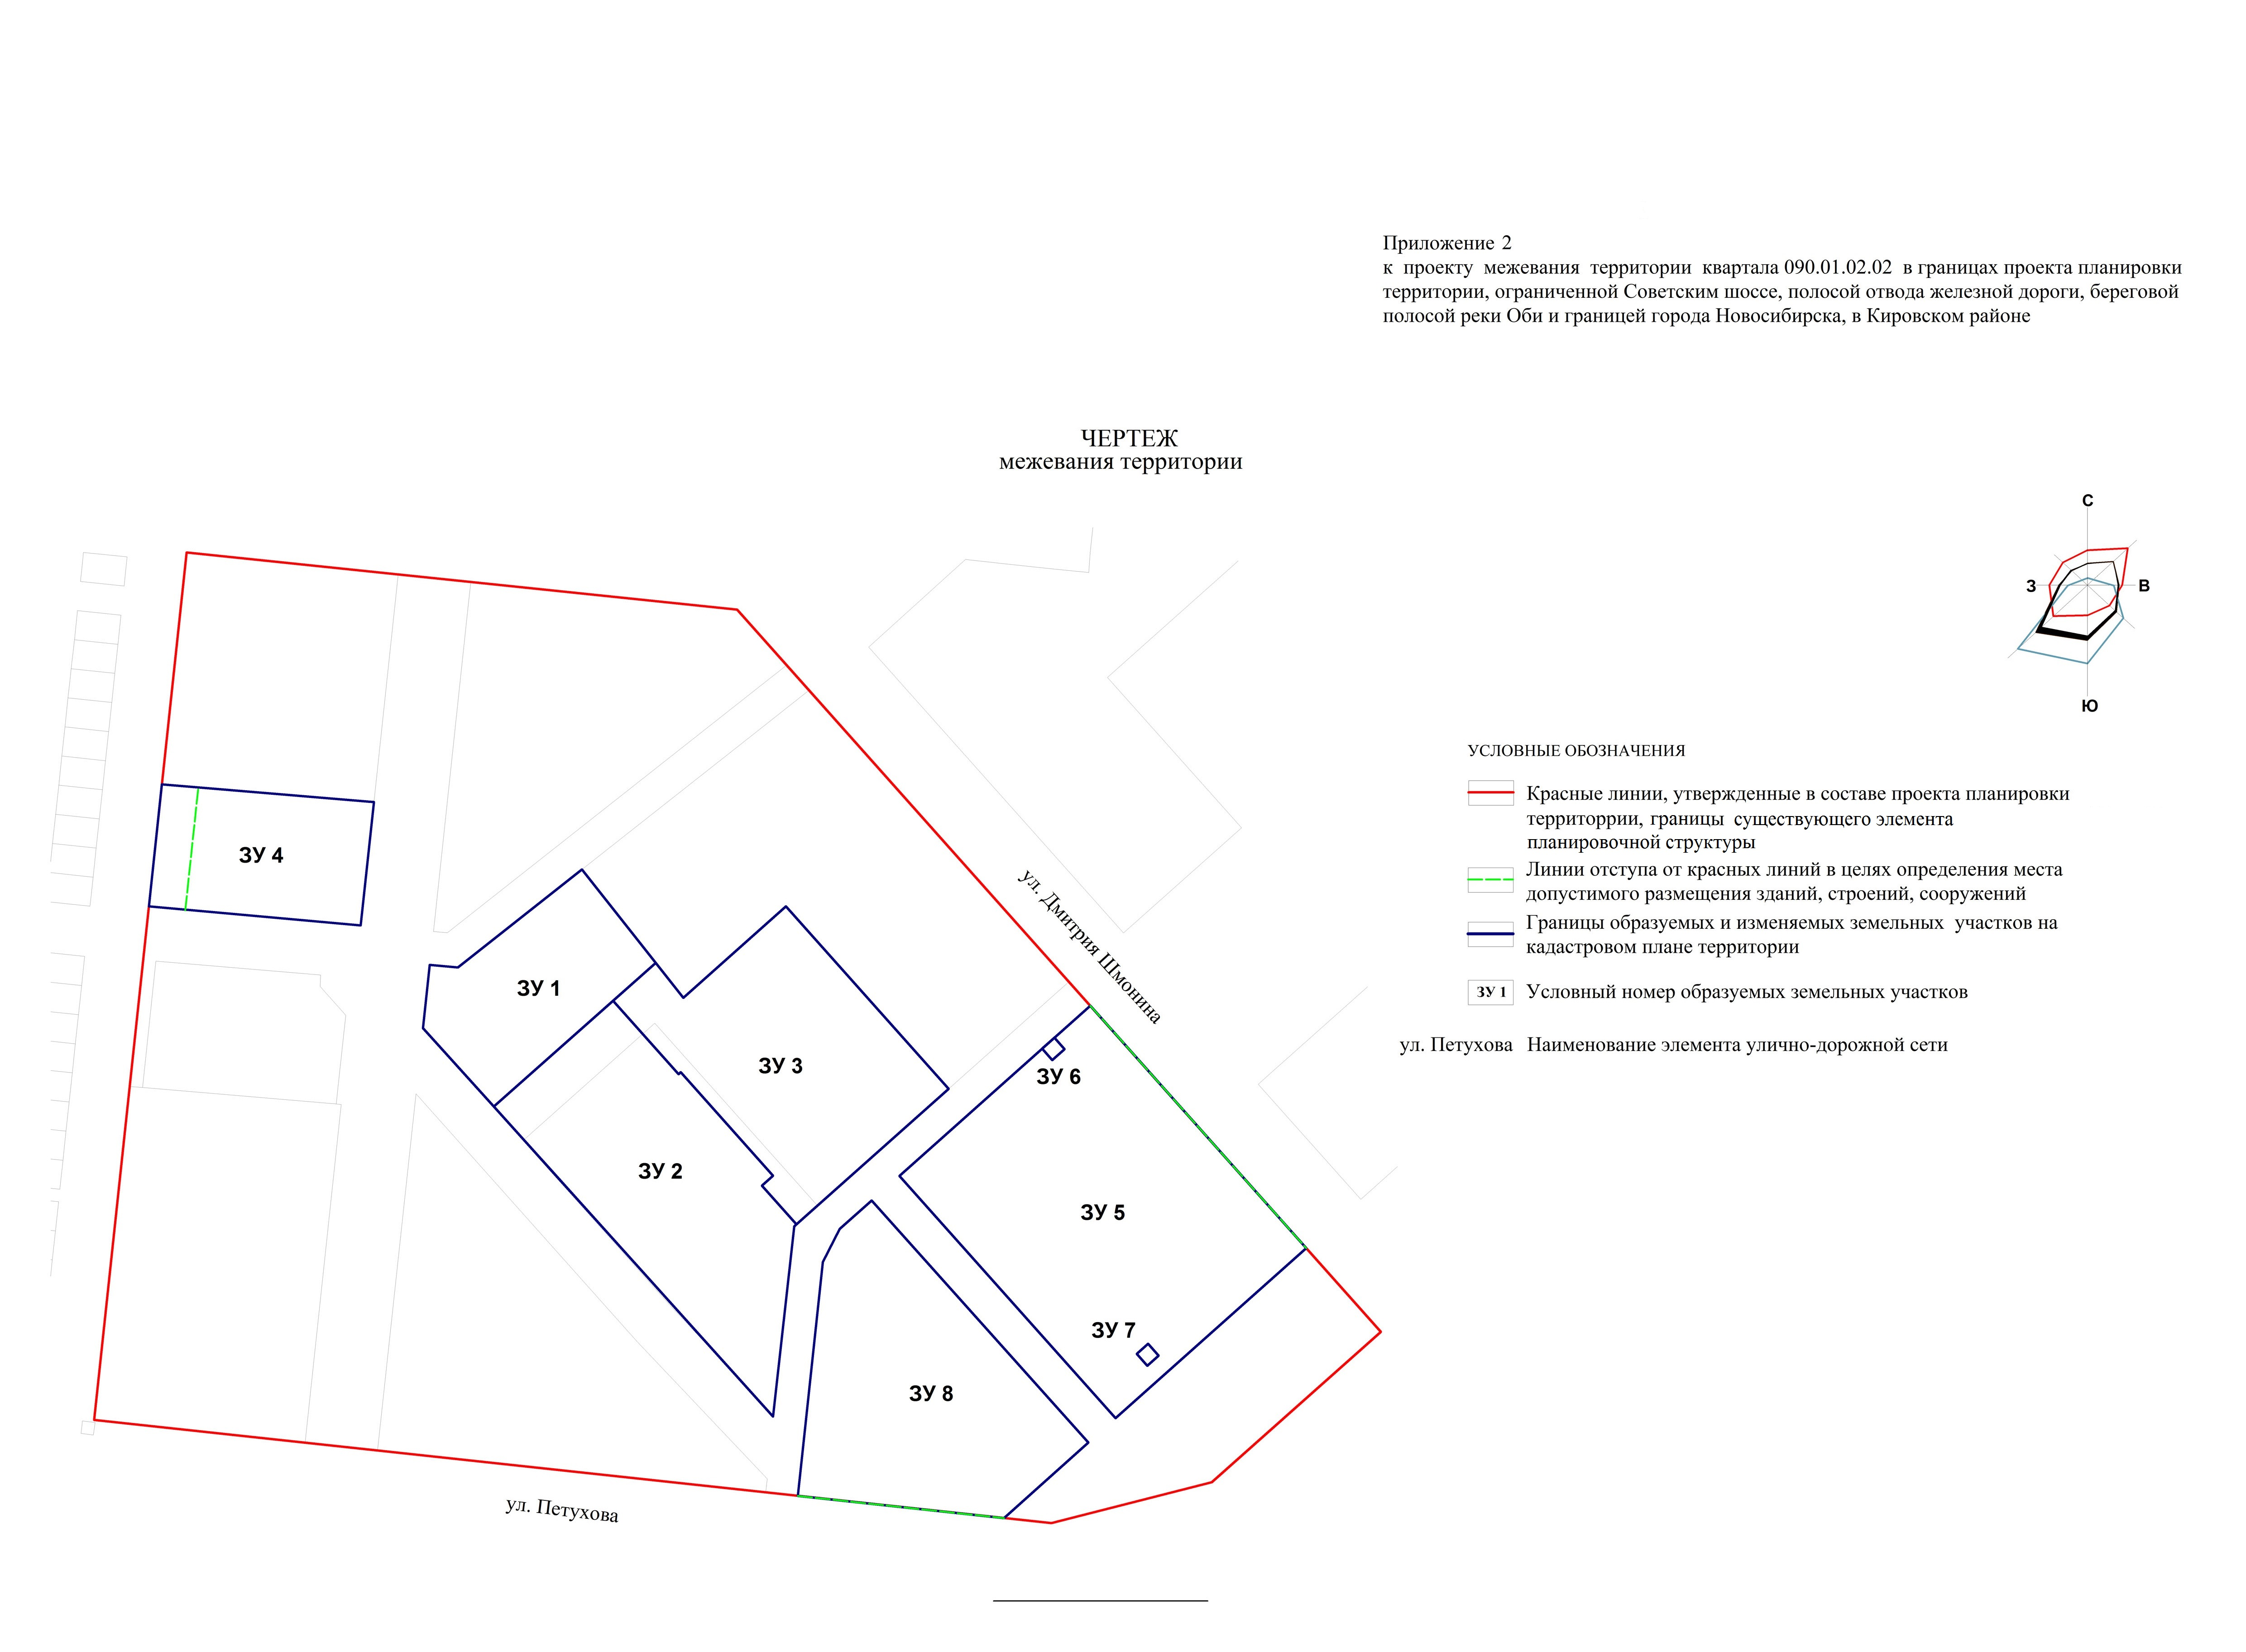 Приложение 2
к проекту межевания территории квартала 090.01.02.02 в границах проекта планировки
территории, ограниченной Советским шоссе, полосой отвода железной дороги, береговой
полосой реки Оби и границей города Новосибирска, в Кировском районе
ЧЕРТЕЖ
межевания территории
С
З
В
Ю
УСЛОВНЫЕ ОБОЗНАЧЕНИЯ
Красные линии, утвержденные в составе проекта планировки
территоррии, границы существующего элемента
планировочной структуры
Линии отступа от красных линий в целях определения места
допустимого размещения зданий, строений, сооружений
Границы образуемых и изменяемых земельных участков на
кадастровом плане территории
ЗУ 1 Условный номер образуемых земельных участков
ул. Петухова Наименование элемента улично-дорожной сети
ЗУ 4
ул. Дмитрия Шмонина
ЗУ 1
ЗУ 3
ЗУ 6
ЗУ 2
ЗУ 5
ЗУ 7
ЗУ 8
ул. Петухова